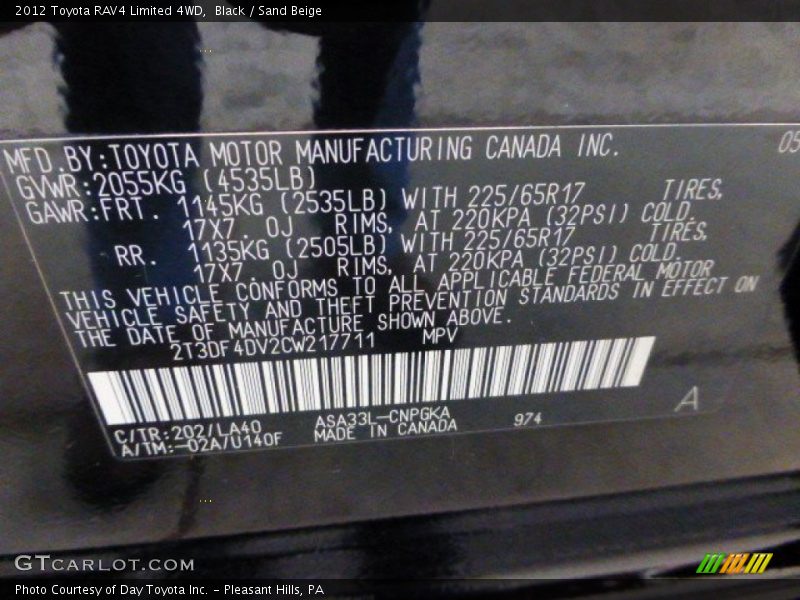 2012 Toyota RAV4 Limited 4WD,  Black / Sand Beige
MFD.BY:TOYOTA MOTOR MANUFACTURING CANADA INC. 05
GVWR:2055KG (4535LB)
GAWR:FRT. 1145KG (2535LB) WITH 225/65R17 TIRES,
17X7. 0J RIMS, AT 220KPA (32PSI) COLD.
RR. 1135KG (2505LB) WITH 225/65R17 TIRES,
17X7 0J RIMS, AT 220KPA (32PSI) COLD.
THIS VEHICLE CONFORMS TO ALL APPLICABLE FEDERAL MOTOR
VEHICLE SAFETY AND THEFT PREVENTION STANDARDS IN EFFECT ON
THE DATE OF MANUFACTURE SHOWN ABOVE.
2T3DF4DV2CW217711 MPV
C/TR:202/LA40 ASA33L-CNPGKA 974 A
A/TM:-02A/U140F MADE IN CANADA
GTCARLOT.COM
Photo Courtesy of Day Toyota Inc. - Pleasant Hills, PA